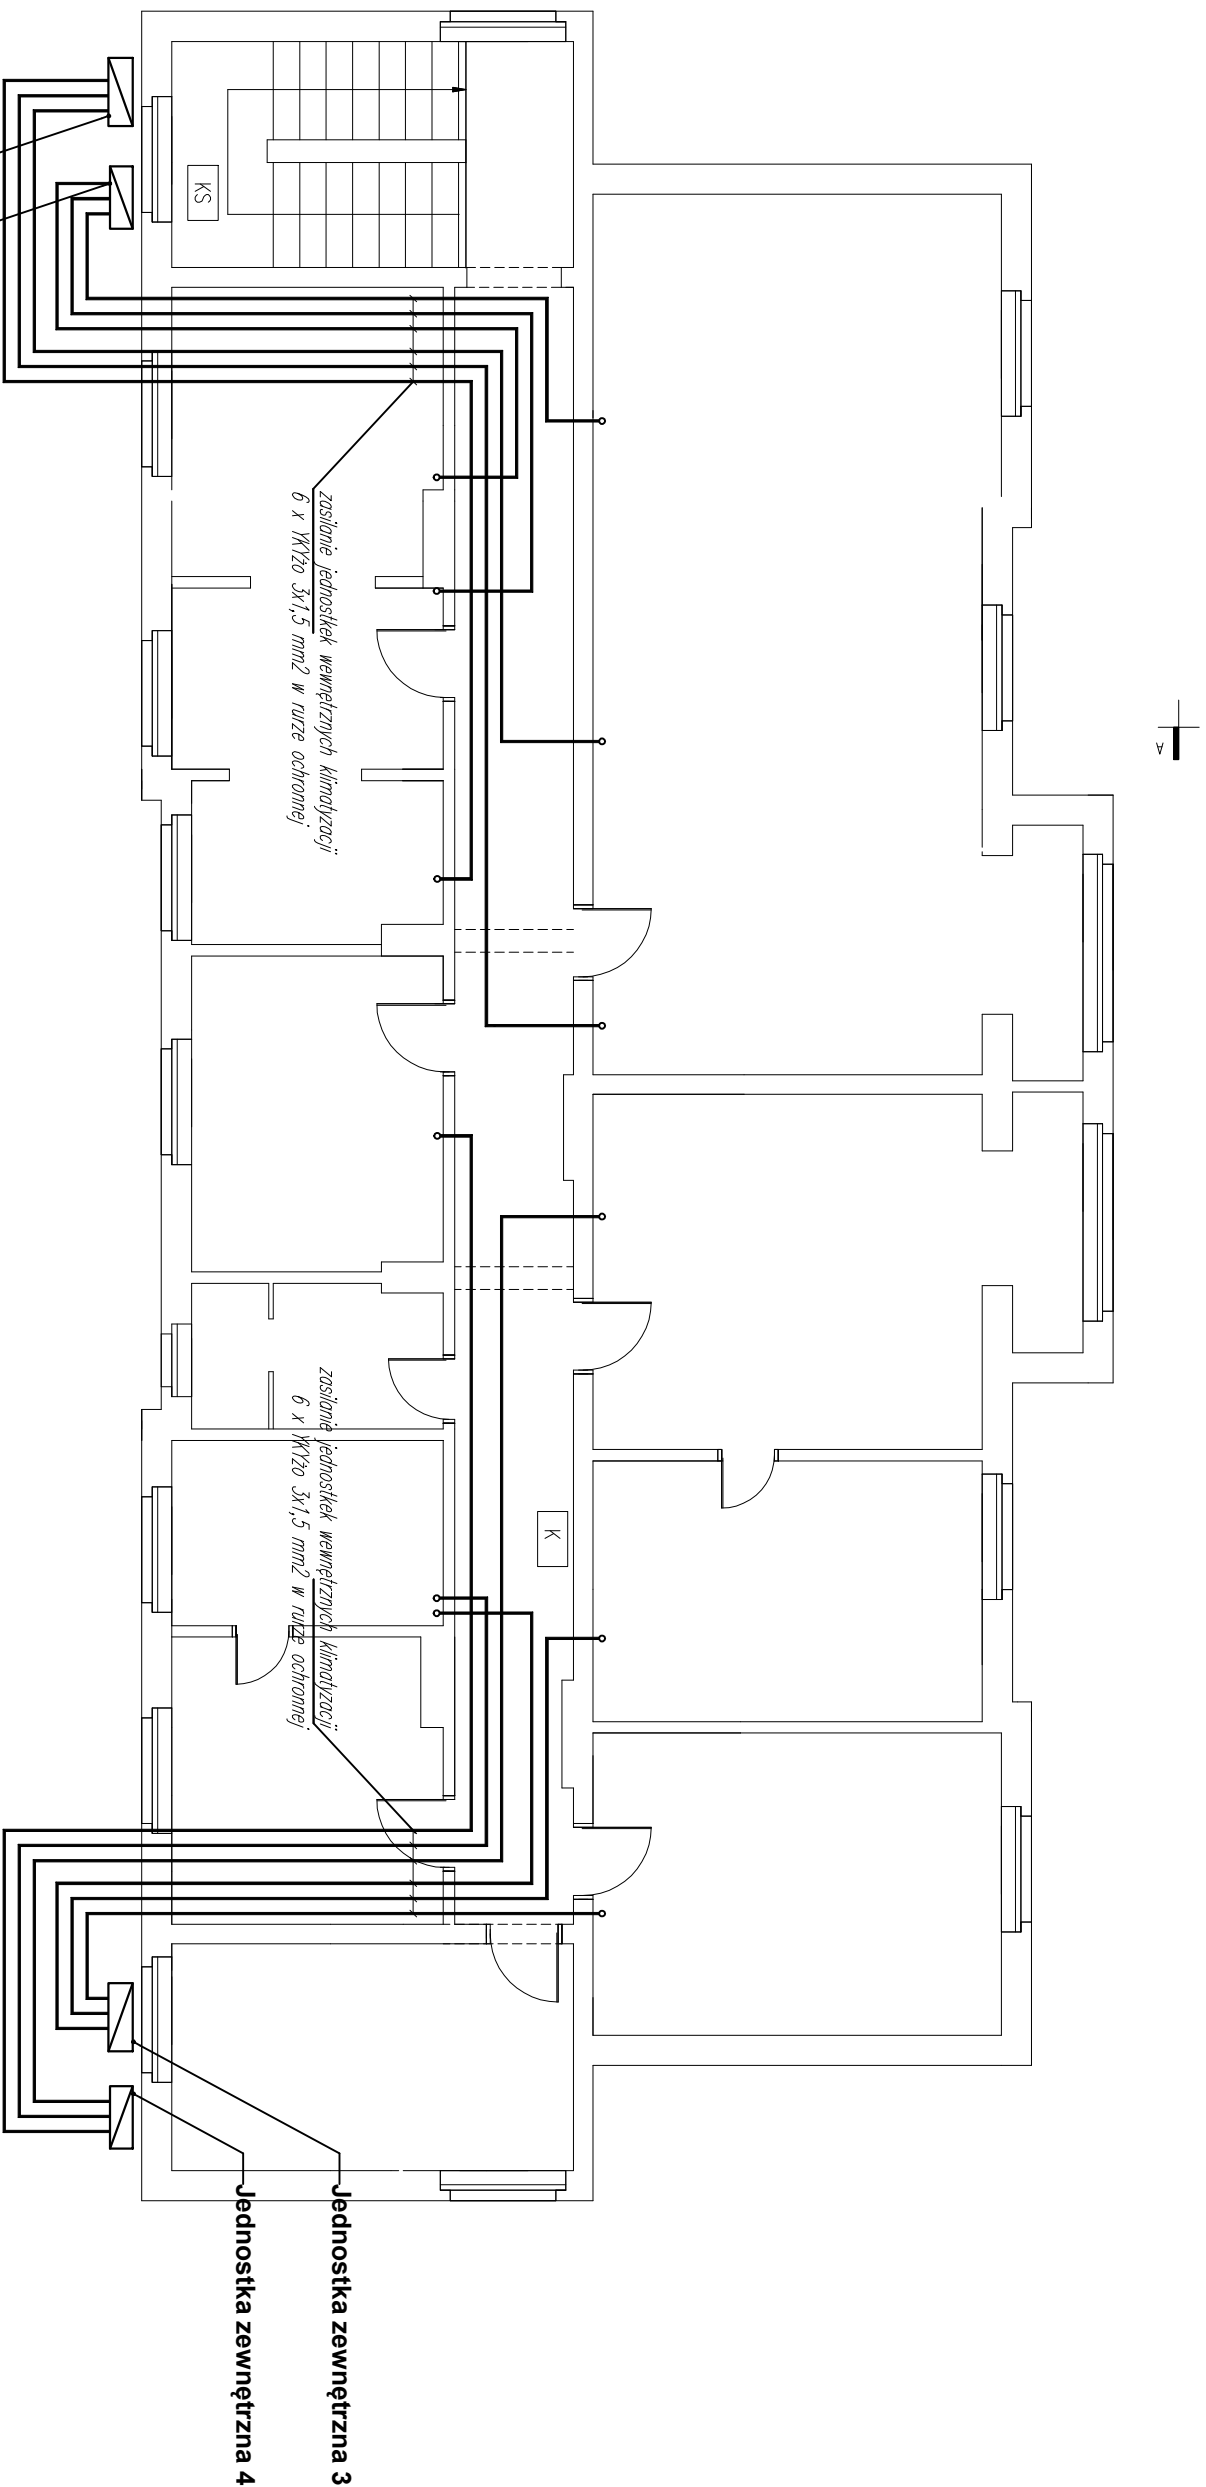 KS
zasilanie jednostkek wewnętrznych klimatyzacji
6 x YKYżo 3x1,5 mm2 w rurze ochronnej
A
zasilanie jednostkek wewnętrznych klimatyzacji
6 x YKYżo 3x1,5 mm2 w rurze ochronnej
K
Jednostka zewnętrzna 3
Jednostka zewnętrzna 4